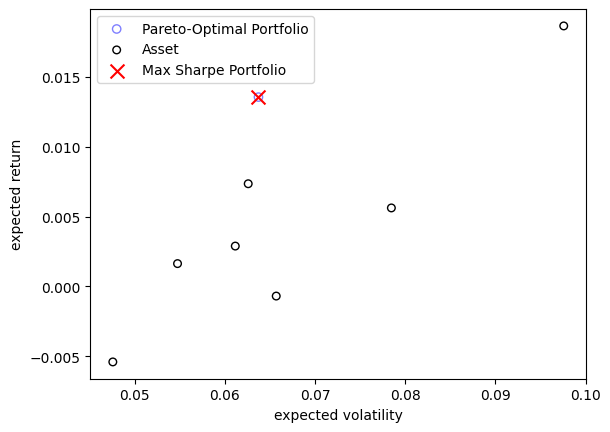 Pareto-Optimal Portfolio
Asset
Max Sharpe Portfolio
expected return
0.015
0.010
0.005
0.000
−0.005
0.05 0.06 0.07 0.08 0.09 0.10
expected volatility